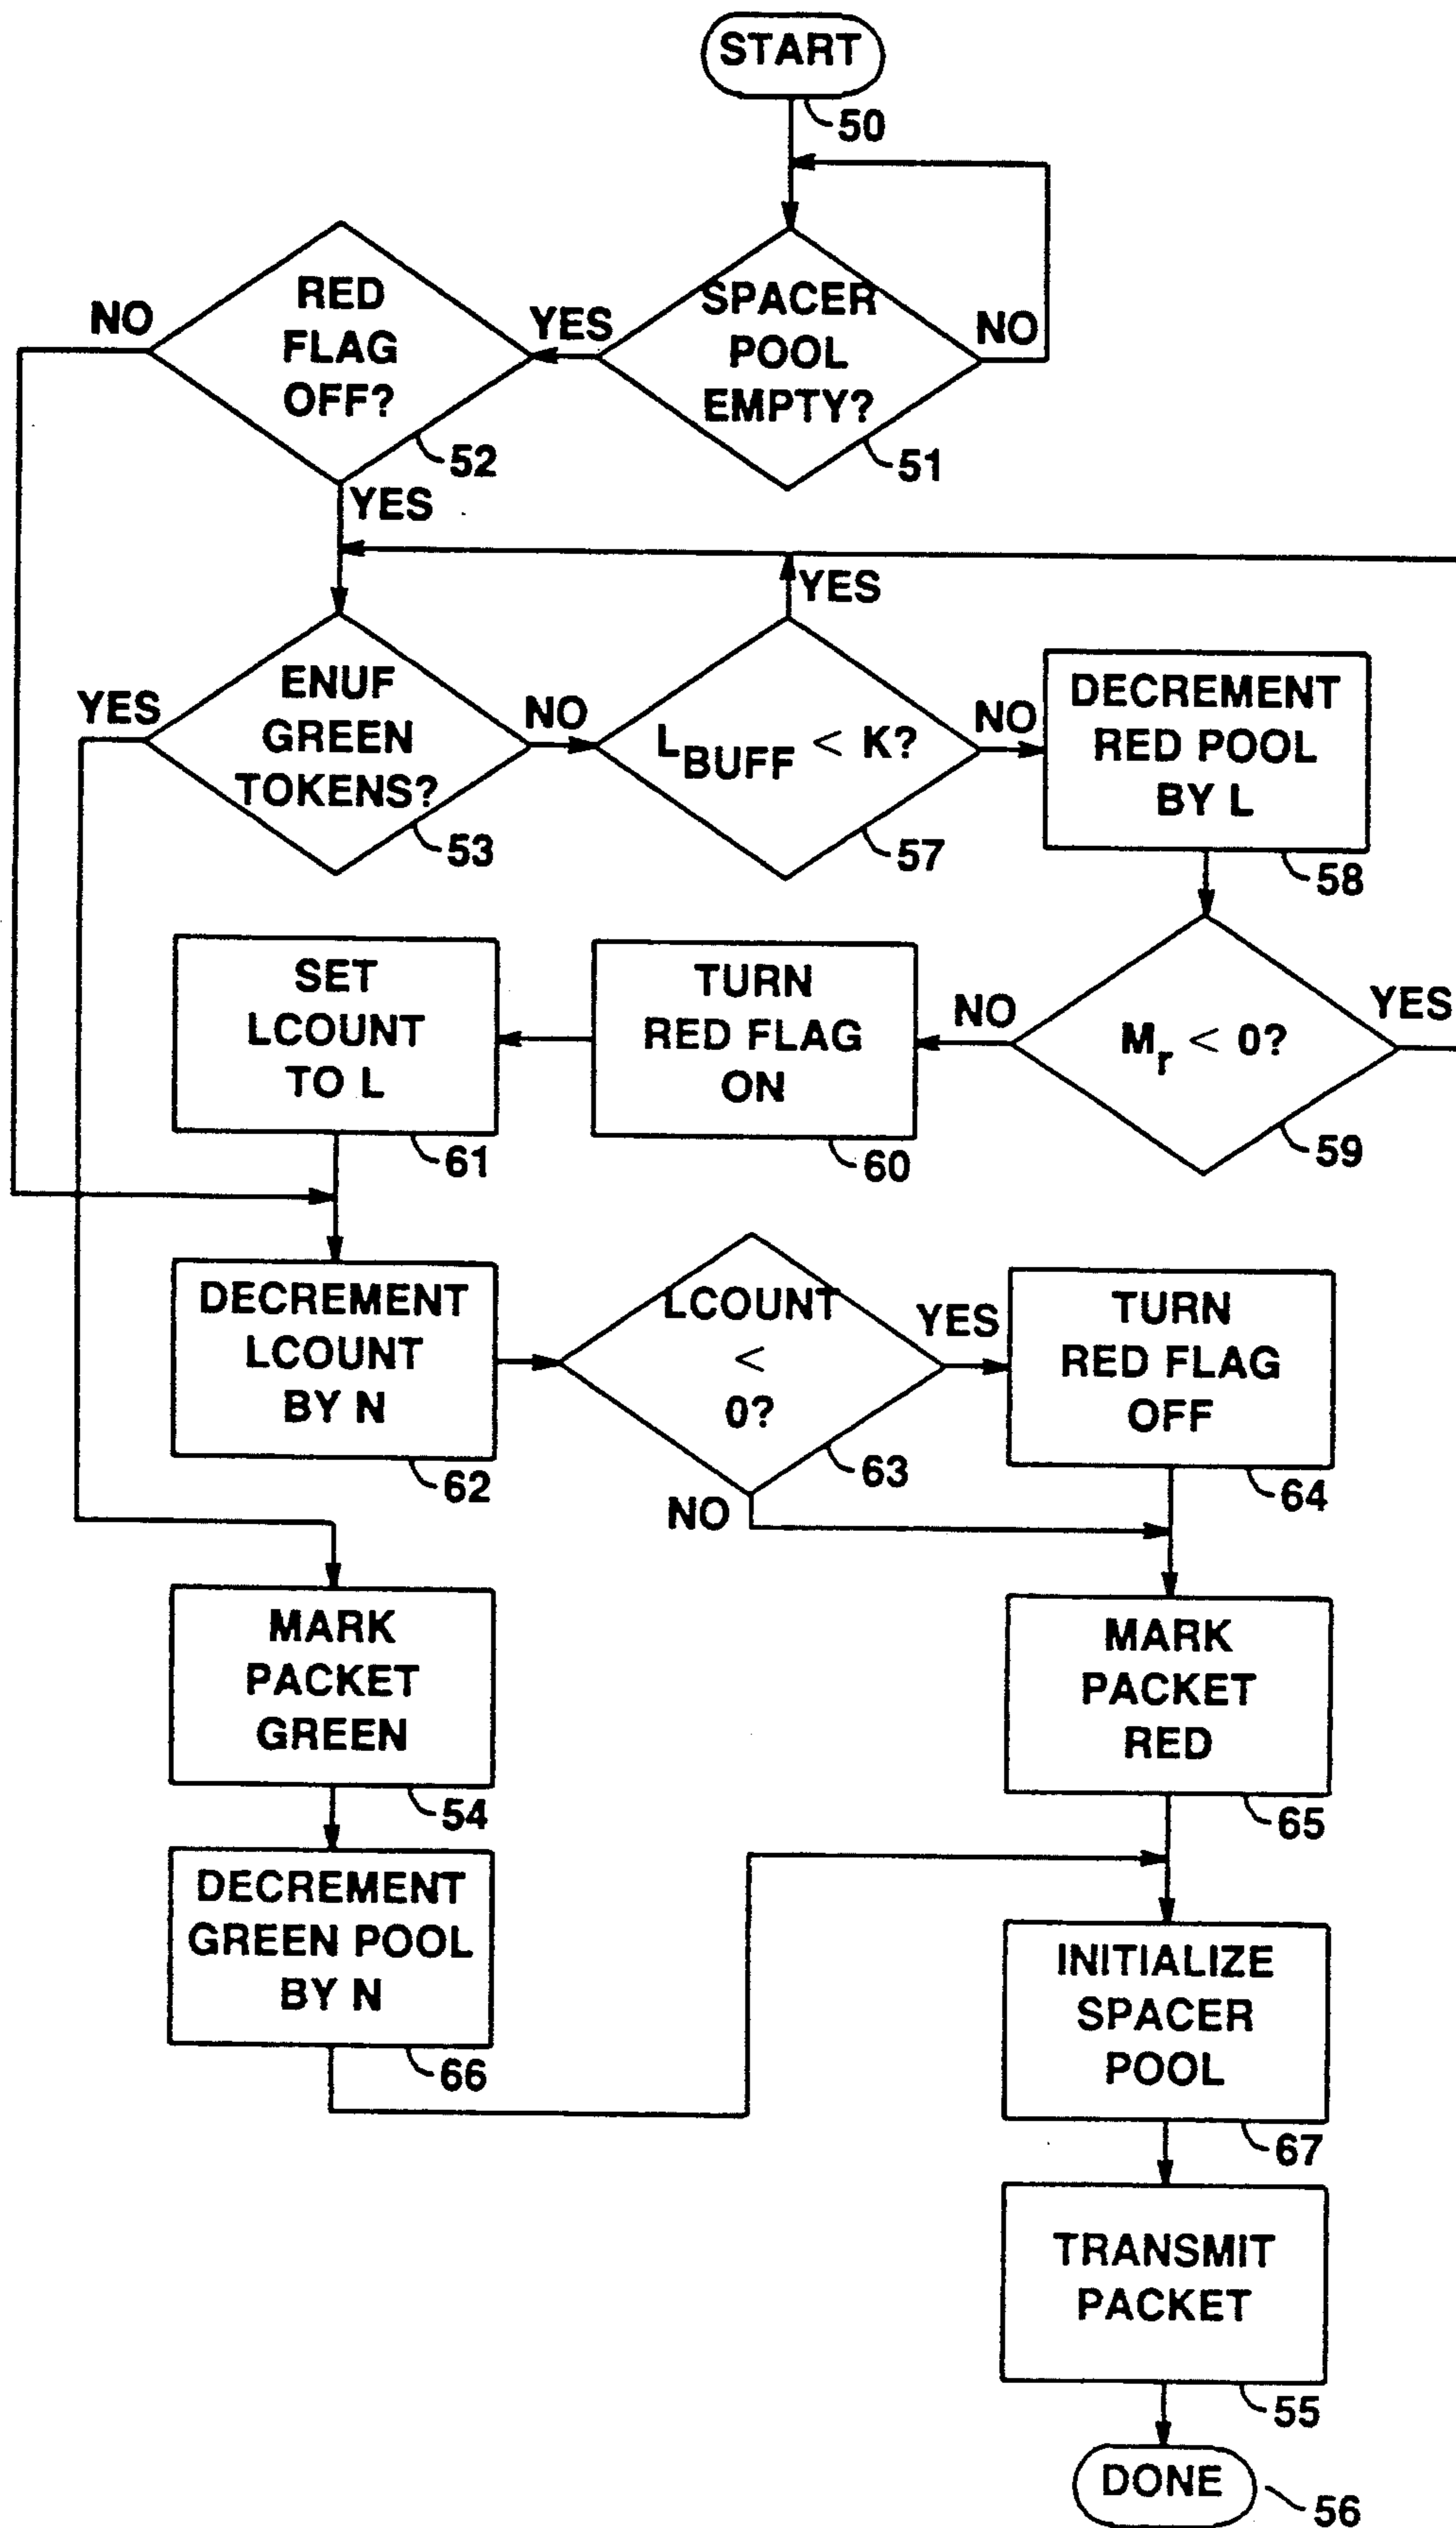 START
50
RED
FLAG
OFF?
52
NO
YES
SPACER
POOL
EMPTY?
51
YES
NO
ENUF
GREEN
TOKENS?
53
YES
NO
LBUFF < K?
57
YES
NO
DECREMENT
RED POOL
BY L
58
Mr < 0?
59
YES
NO
TURN
RED FLAG
ON
60
SET
LCOUNT
TO L
61
DECREMENT
LCOUNT
BY N
62
LCOUNT
<
0?
63
YES
NO
TURN
RED FLAG
OFF
64
MARK
PACKET
GREEN
54
MARK
PACKET
RED
65
DECREMENT
GREEN POOL
BY N
66
INITIALIZE
SPACER
POOL
67
TRANSMIT
PACKET
55
DONE
56